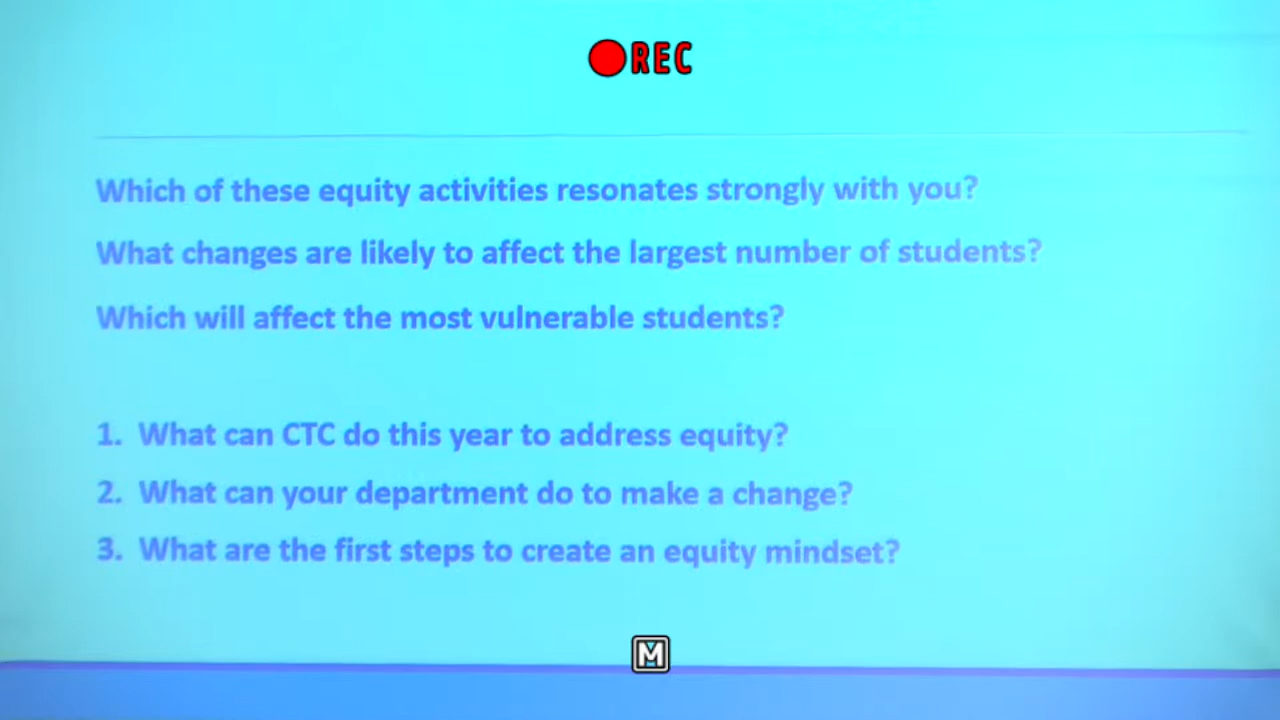 REC
Which of these equity activities resonates strongly with you?
What changes are likely to affect the largest number of students?
Which will affect the most vulnerable students?
1. What can CTC do this year to address equity?
2. What can your department do to make a change?
3. What are the first steps to create an equity mindset?
M